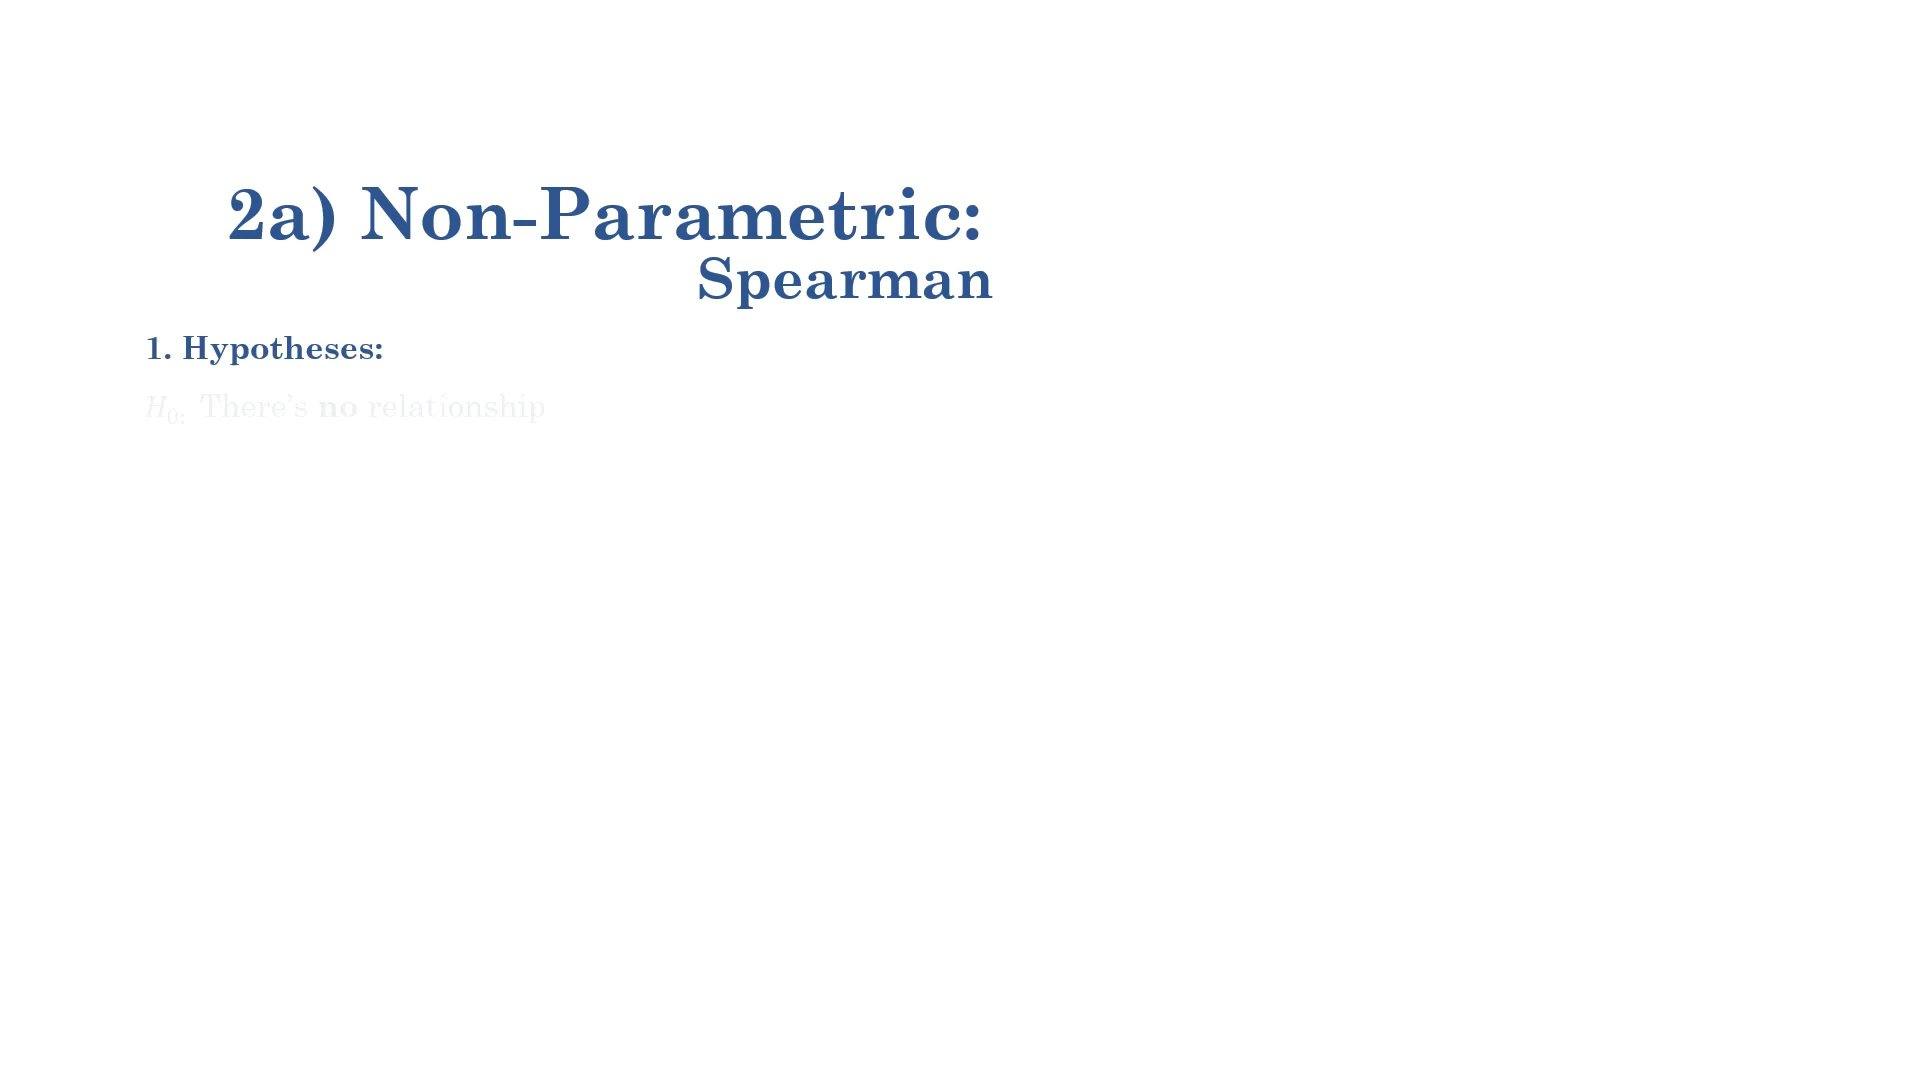 2a) Non-Parametric:
Spearman
1. Hypotheses:
H0: There's no relationship